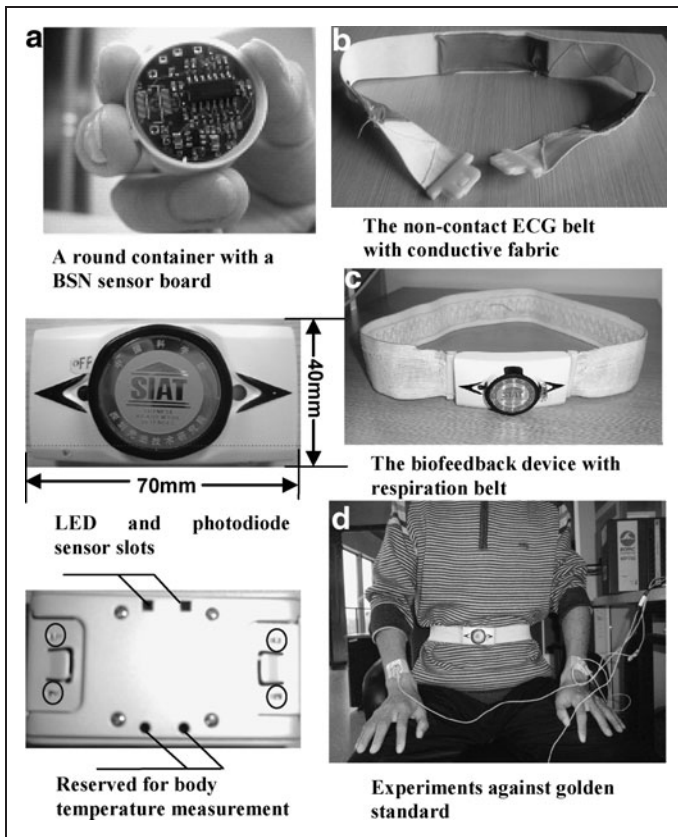 a
A round container with a
BSN sensor board
b
The non-contact ECG belt
with conductive fabric
OFF
SIAT
40mm
70mm
c
SIAT
The biofeedback device with
respiration belt
LED and photodiode
sensor slots
Reserved for body
temperature measurement
d
Experiments against golden
standard